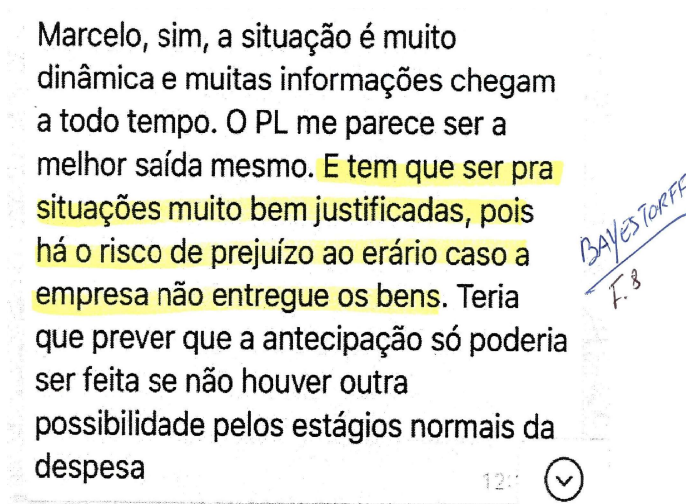 Marcelo, sim, a situação é muito
dinâmica e muitas informações chegam
a todo tempo. O PL me parece ser a
melhor saída mesmo. E tem que ser pra
situações muito bem justificadas, pois
há o risco de prejuízo ao erário caso a
empresa não entregue os bens. Teria
que prever que a antecipação só poderia
ser feita se não houver outra
possibilidade pelos estágios normais da
despesa
BAYESTORFF
F.8